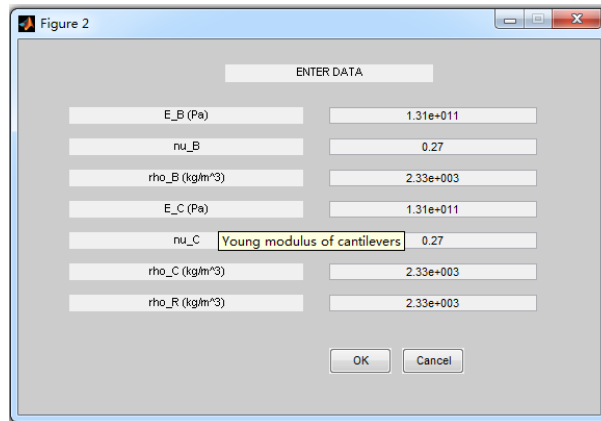 Figure 2
ENTER DATA
E_B (Pa) 1.31e+011
nu_B 0.27
rho_B (kg/m^3) 2.33e+003
E_C (Pa) 1.31e+011
nu_C Young modulus of cantilevers 0.27
rho_C (kg/m^3) 2.33e+003
rho_R (kg/m^3) 2.33e+003
OK Cancel